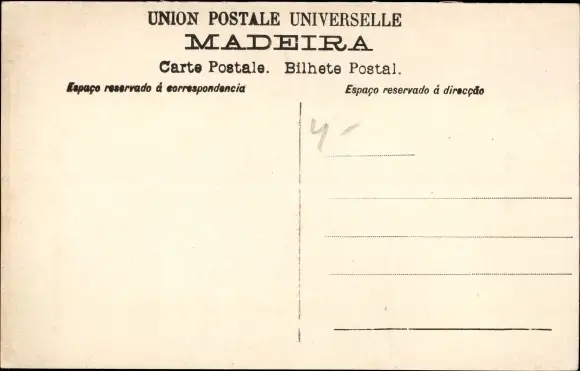 UNION POSTALE UNIVERSELLE
MADEIRA
Carte Postale. Bilhete Postal.
Espaço reservado á correspondencia
Espaço reservado á direcção
4-